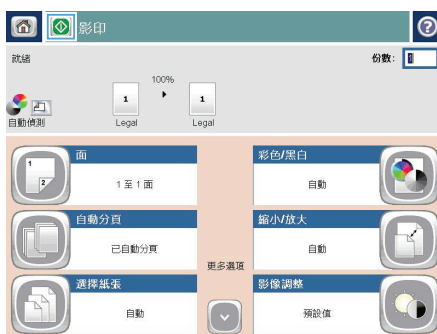 影印
就緒
份數: 1
100%
1 1
自動偵測 Legal Legal
面
1 2
1 至 1 面
彩色/黑白
自動
自動分頁
已自動分頁
縮小/放大
自動
更多選項
選擇紙張
自動
影像調整
預設值